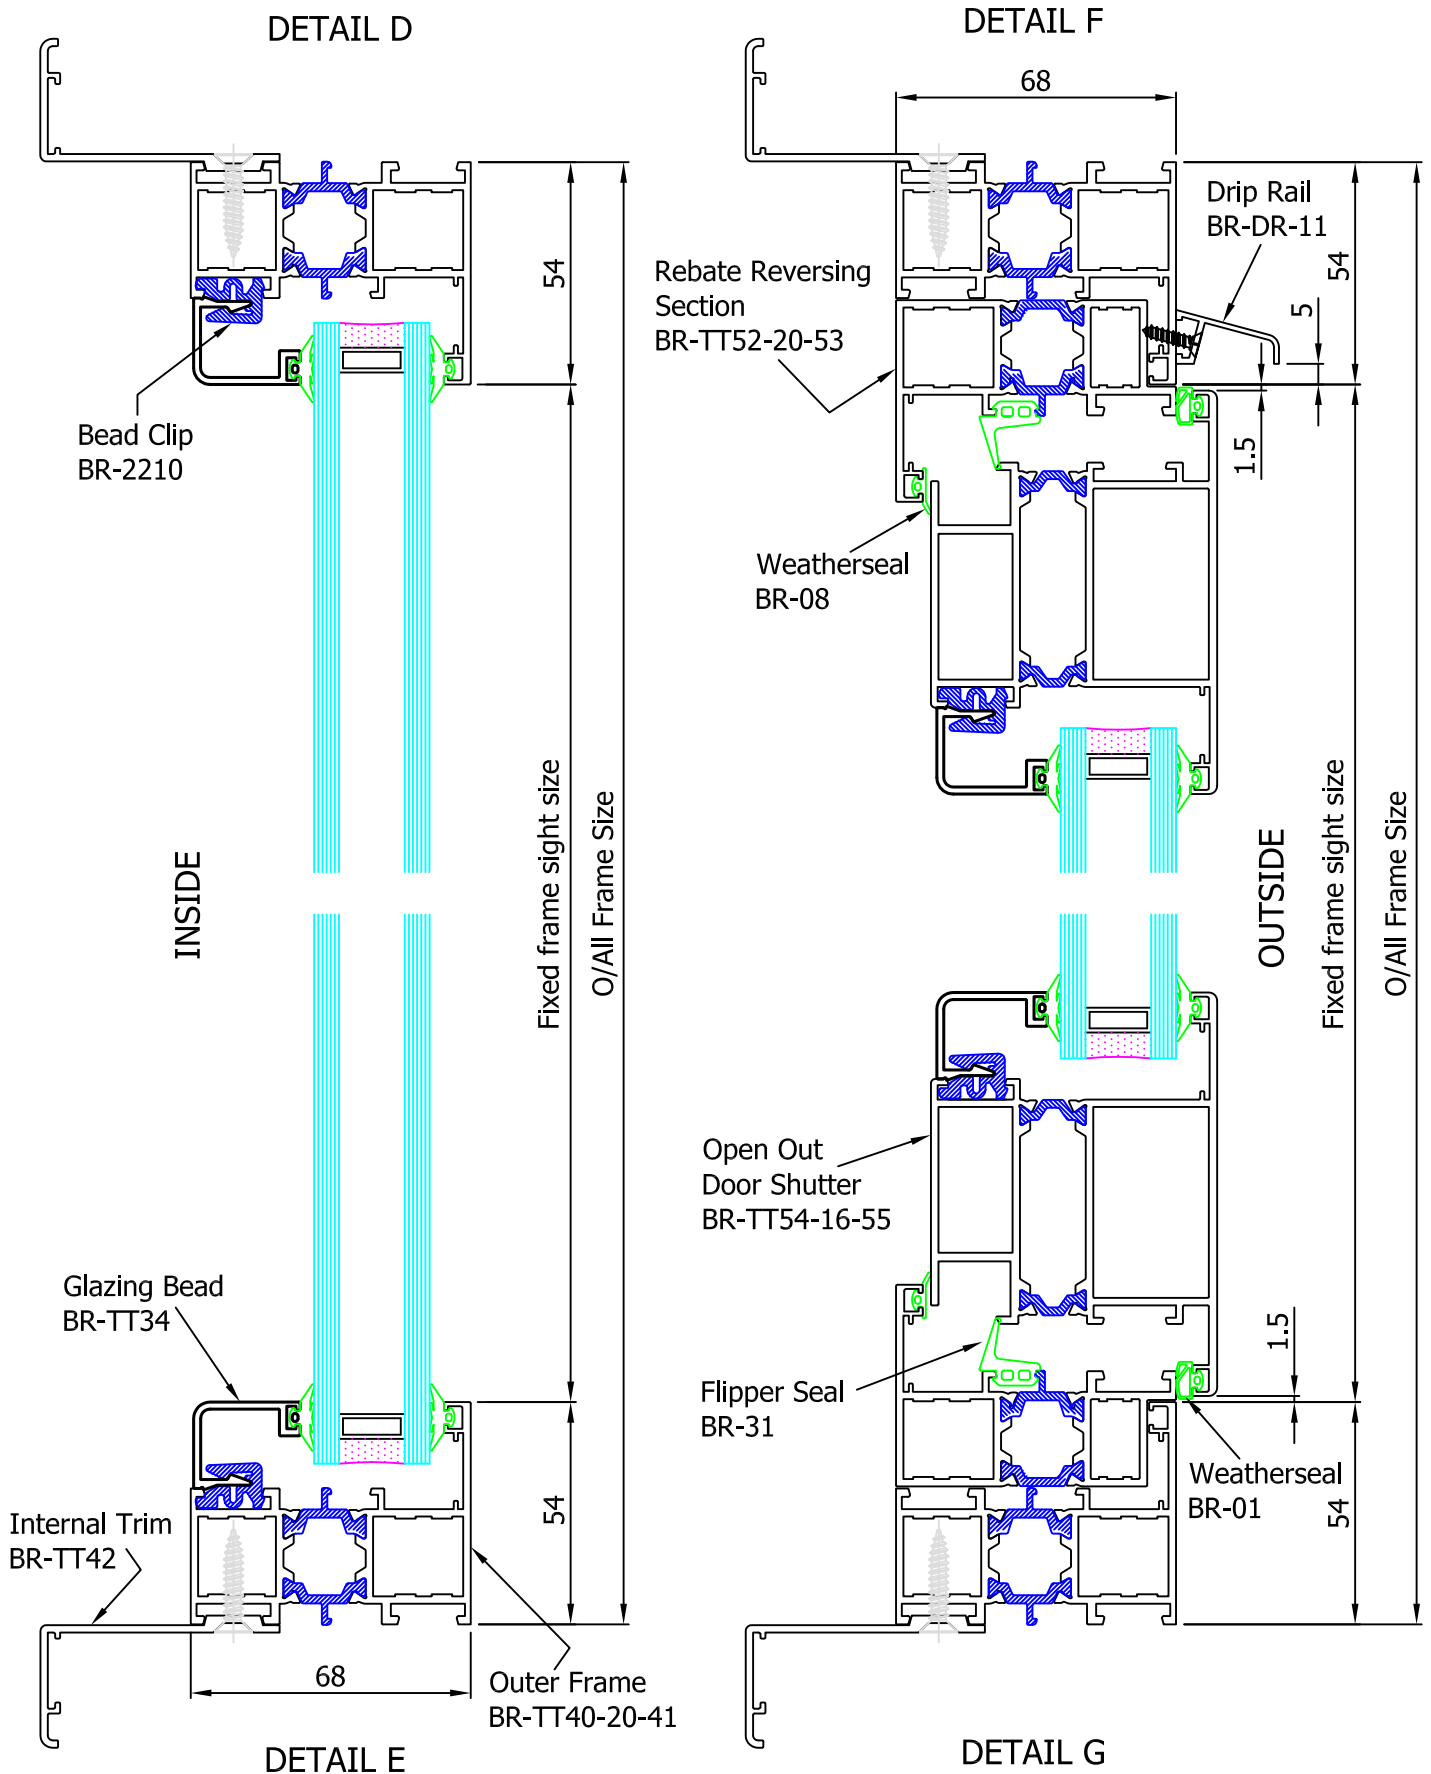 DETAIL D
DETAIL F
68
54
Drip Rail
BR-DR-11
54
5
Rebate Reversing
Section
BR-TT52-20-53
Bead Clip
BR-2210
1.5
Weatherseal
BR-08
INSIDE
Fixed frame sight size
O/All Frame Size
OUTSIDE
Fixed frame sight size
O/All Frame Size
Open Out
Door Shutter
BR-TT54-16-55
Glazing Bead
BR-TT34
1.5
Flipper Seal
BR-31
Weatherseal
BR-01
54
54
Internal Trim
BR-TT42
68
Outer Frame
BR-TT40-20-41
DETAIL E
DETAIL G